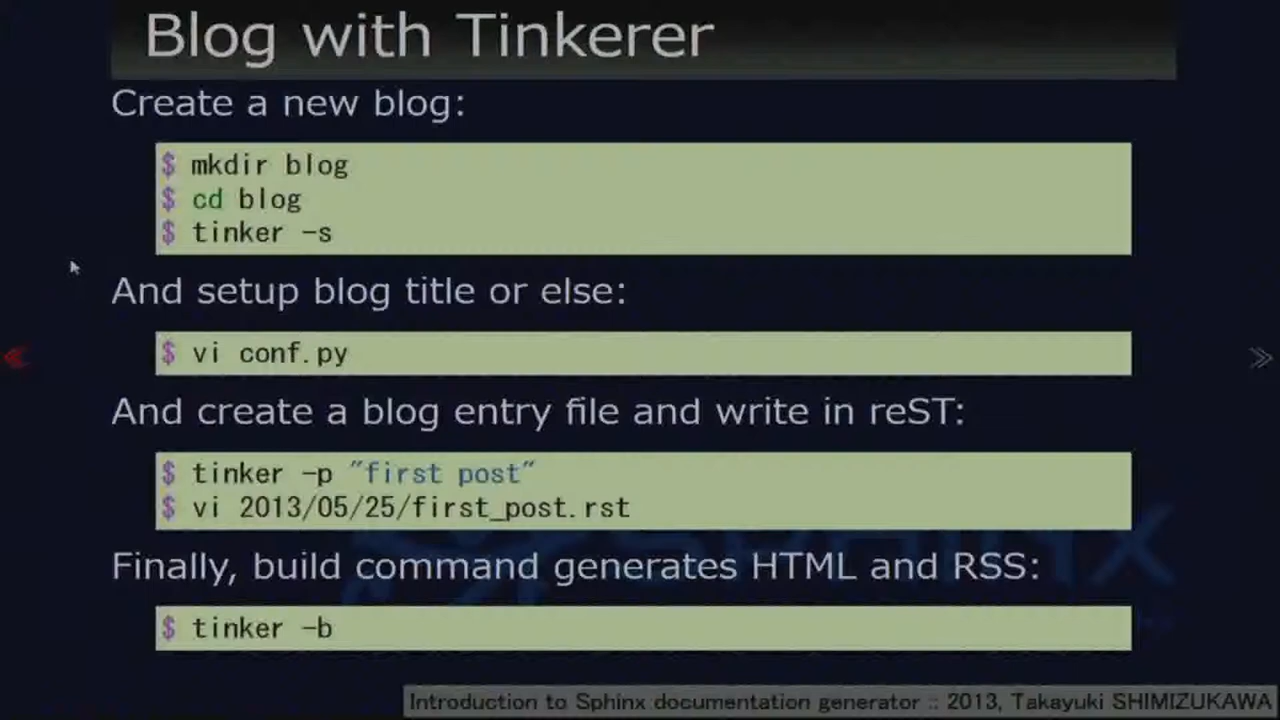 Blog with Tinkerer
Create a new blog:
$ mkdir blog
$ cd blog
$ tinker -s
And setup blog title or else:
$ vi conf.py
And create a blog entry file and write in reST:
$ tinker -p "first post"
$ vi 2013/05/25/first_post.rst
SPHINX
Finally, build command generates HTML and RSS:
$ tinker -b
Introduction to Sphinx documentation generator :: 2013, Takayuki SHIMIZUKAWA